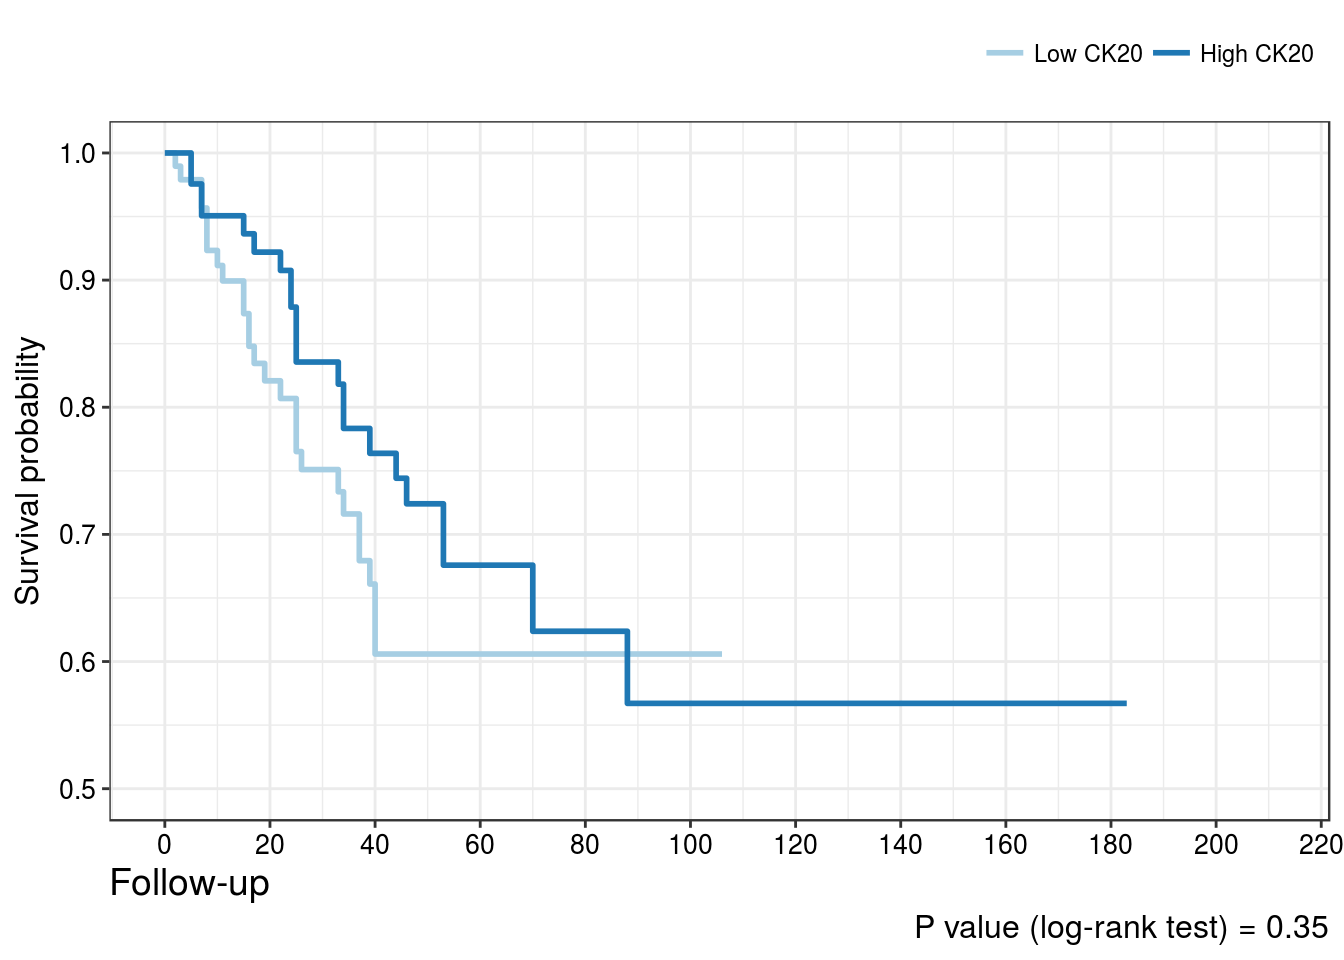 Low CK20 High CK20
1.0
0.9
0.8
0.7
0.6
0.5
Survival probability
0 20 40 60 80 100 120 140 160 180 200 220
Follow-up
P value (log-rank test) = 0.35